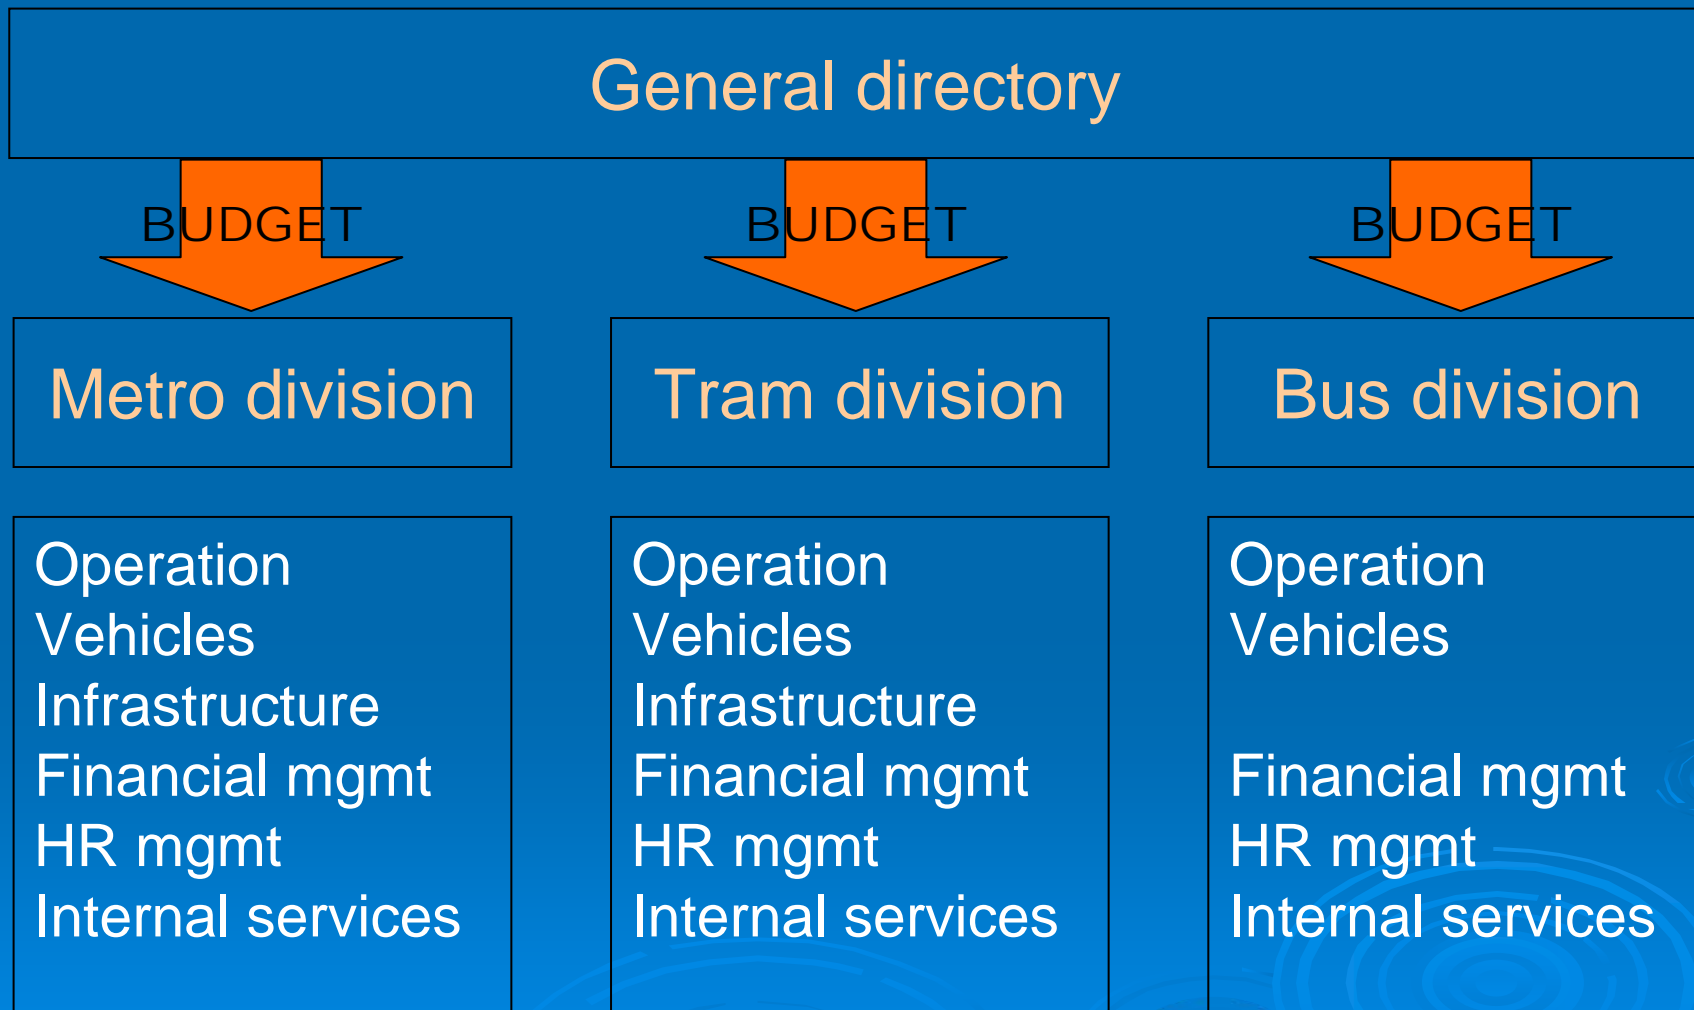 General directory
BUDGET
BUDGET
BUDGET
Metro division
Tram division
Bus division
Operation
Vehicles
Infrastructure
Financial mgmt
HR mgmt
Internal services
Operation
Vehicles
Infrastructure
Financial mgmt
HR mgmt
Internal services
Operation
Vehicles
Financial mgmt
HR mgmt
Internal services